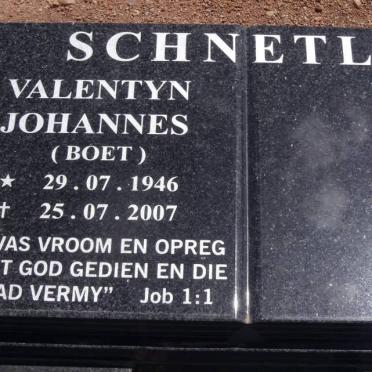 SCHNETL
VALENTYN
JOHANNES
( BOET )
★ 29 . 07 . 1946
† 25 . 07 . 2007
WAS VROOM EN OPREG
T GOD GEDIEN EN DIE
AD VERMY” Job 1:1